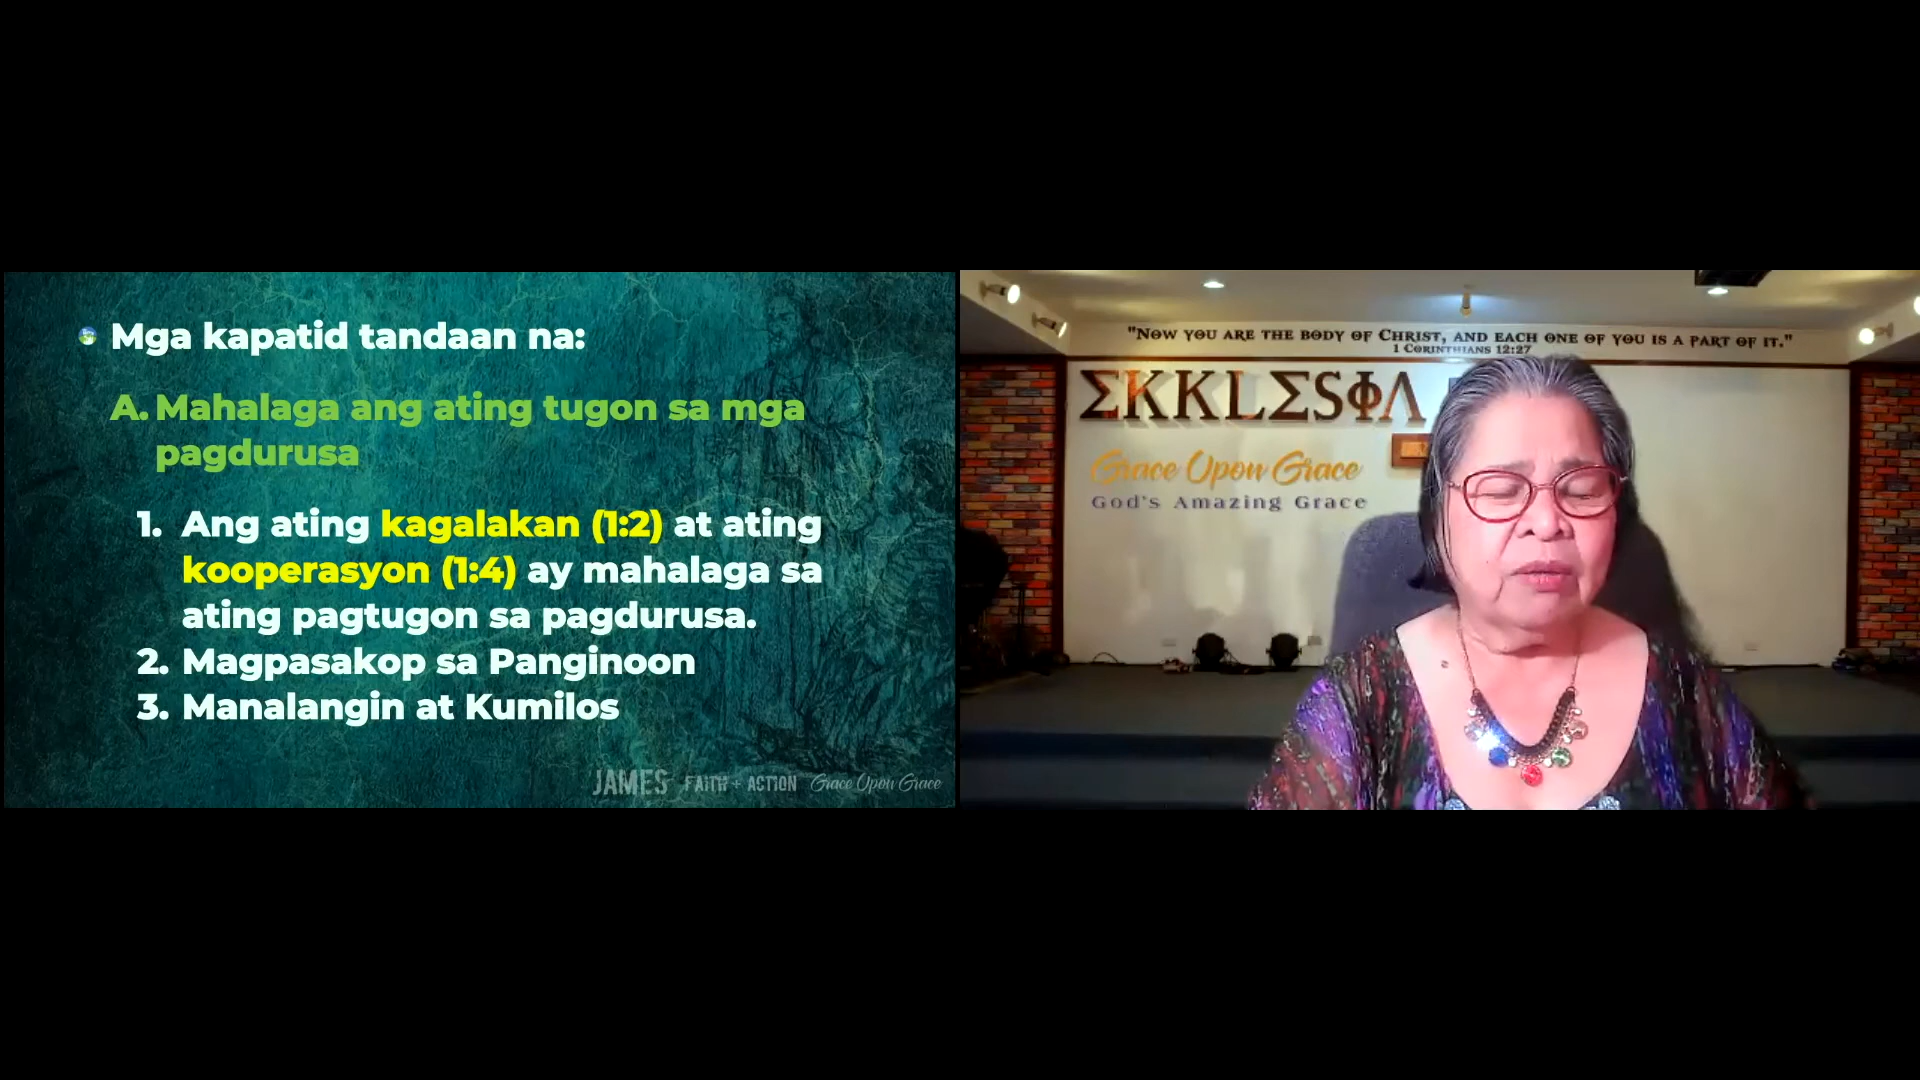 Mga kapatid tandaan na:
A. Mahalaga ang ating tugon sa mga
pagdurusa
1. Ang ating kagalakan (1:2) at ating
kooperasyon (1:4) ay mahalaga sa
ating pagtugon sa pagdurusa.
2. Magpasakop sa Panginoon
3. Manalangin at Kumilos
JAMES FAITH + ACTION Grace Upon Grace
"Now you are the body of Christ, and each one of you is a part of it."
1 Corinthians 12:27
ΣKKLΣSIΦΛ
Grace Upon Grace
God's Amazing Grace